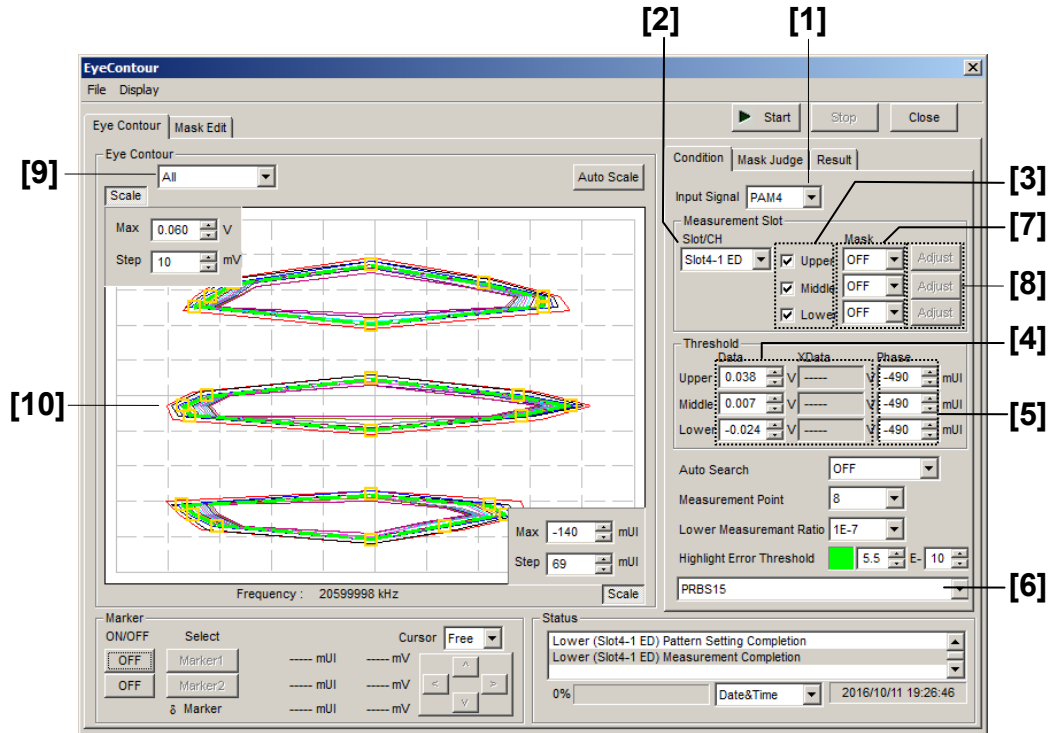 [2] [1]
EyeContour
File Display
Start Stop Close
Eye Contour Mask Edit
Eye Contour
[9] All Auto Scale
Scale
Max 0.060 V
Step 10 mV
Condition Mask Judge Result
Input Signal PAM4
[3]
Measurement Slot
Slot/CH Mask
[7]
Slot4-1 ED Upper OFF Adjust
Middle OFF Adjust
[8]
Lower OFF Adjust
Threshold
[4]
Data XData Phase
Upper 0.038 V ----- V -490 mUI
Middle 0.007 V ----- V -490 mUI
[5]
Lower -0.024 V ----- V -490 mUI
[10]
Auto Search OFF
Measurement Point 8
Lower Measuremant Ratio 1E-7
Highlight Error Threshold 5.5 E- 10
PRBS15
[6]
Max -140 mUI
Step 69 mUI
Frequency : 20599998 kHz Scale
Marker
ON/OFF Select Cursor Free
OFF Marker1 ----- mUI ----- mV
OFF Marker2 ----- mUI ----- mV
δ Marker ----- mUI ----- mV
< > ^ v
Status
Lower (Slot4-1 ED) Pattern Setting Completion
Lower (Slot4-1 ED) Measurement Completion
0% Date&Time 2016/10/11 19:26:46